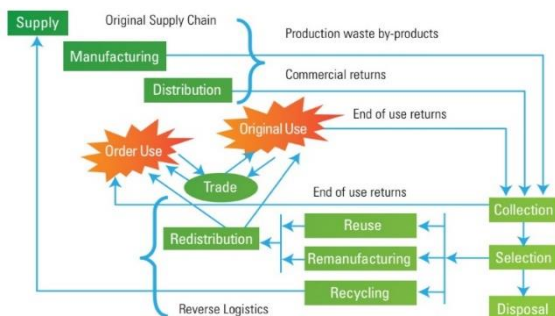 Supply
Original Supply Chain
Production waste by-products
Manufacturing
Commercial returns
Distribution
Original Use
End of use returns
Order Use
Trade
End of use returns
Collection
Reuse
Redistribution
Remanufacturing
Selection
Recycling
Reverse Logistics
Disposal